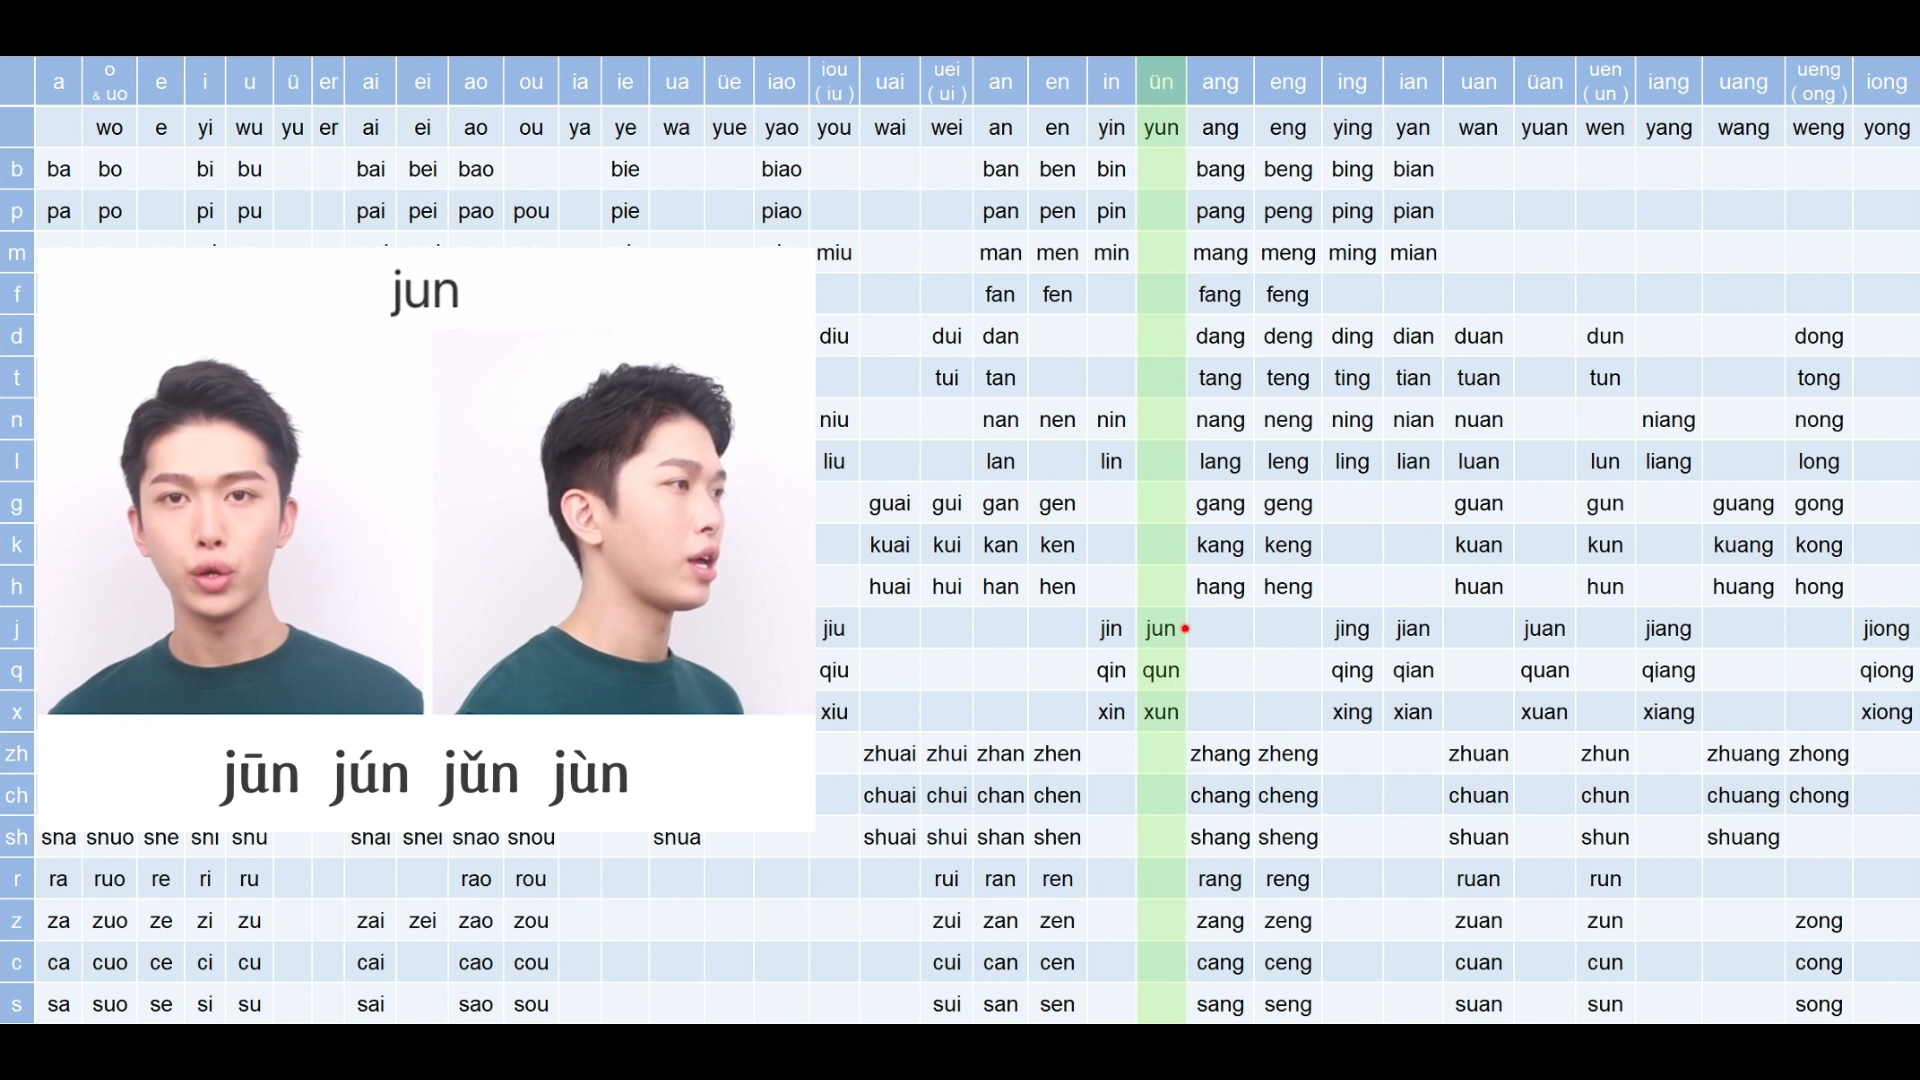 a o & uo e i u ü er ai ei ao ou ia ie ua üe iao iou ( iu ) uai uei ( ui ) an en in ün ang eng ing ian uan üan uen ( un ) iang uang ueng ( ong ) iong
wo e yi wu yu er ai ei ao ou ya ye wa yue yao you wai wei an en yin yun ang eng ying yan wan yuan wen yang wang weng yong
b ba bo bi bu bai bei bao bie biao ban ben bin bang beng bing bian
p pa po pi pu pai pei pao pou pie piao pan pen pin pang peng ping pian
m miu man men min mang meng ming mian
f fan fen fang feng
d diu dui dan dang deng ding dian duan dun dong
t tui tan tang teng ting tian tuan tun tong
n niu nan nen nin nang neng ning nian nuan niang nong
l liu lan lin lang leng ling lian luan lun liang long
g guai gui gan gen gang geng guan gun guang gong
k kuai kui kan ken kang keng kuan kun kuang kong
h huai hui han hen hang heng huan hun huang hong
j jiu jin jun jing jian juan jiang jiong
q qiu qin qun qing qian quan qiang qiong
x xiu xin xun xing xian xuan xiang xiong
zh zhuai zhui zhan zhen zhang zheng zhuan zhun zhuang zhong
ch chuai chui chan chen chang cheng chuan chun chuang chong
sh sha shuo she shi shu shai shei shao shou shua shuai shui shan shen shang sheng shuan shun shuang
r ra ruo re ri ru rao rou rui ran ren rang reng ruan run
z za zuo ze zi zu zai zei zao zou zui zan zen zang zeng zuan zun zong
c ca cuo ce ci cu cai cao cou cui can cen cang ceng cuan cun cong
s sa suo se si su sai sao sou sui san sen sang seng suan sun song
jun
jūn jún jǔn jùn